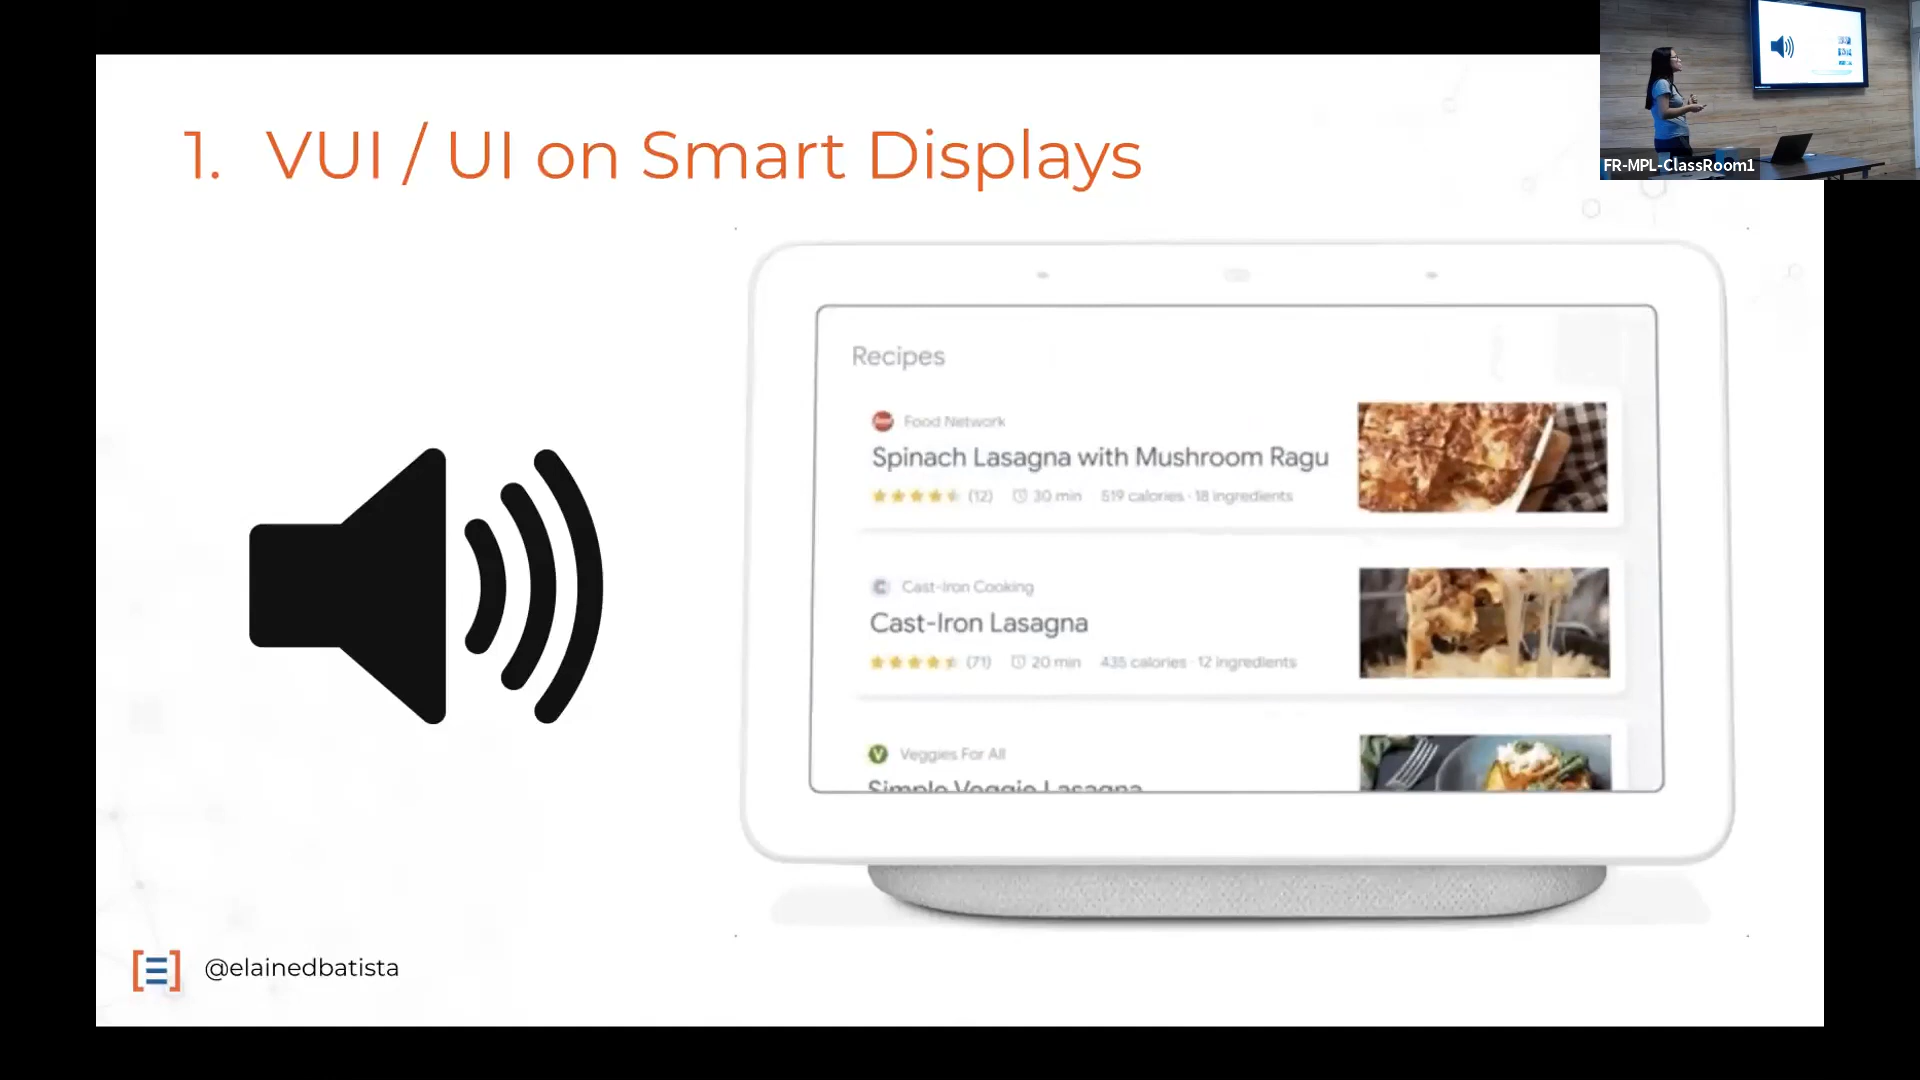 1. VUI / UI on Smart Displays
FR-MPL-ClassRoom1
Recipes
Food Network
Spinach Lasagna with Mushroom Ragu
(12) 30 min 519 calories · 18 ingredients
Cast-Iron Cooking
Cast-Iron Lasagna
(71) 20 min 435 calories · 12 ingredients
Veggies For All
Simple Veggie Lasagna
@elainedbatista